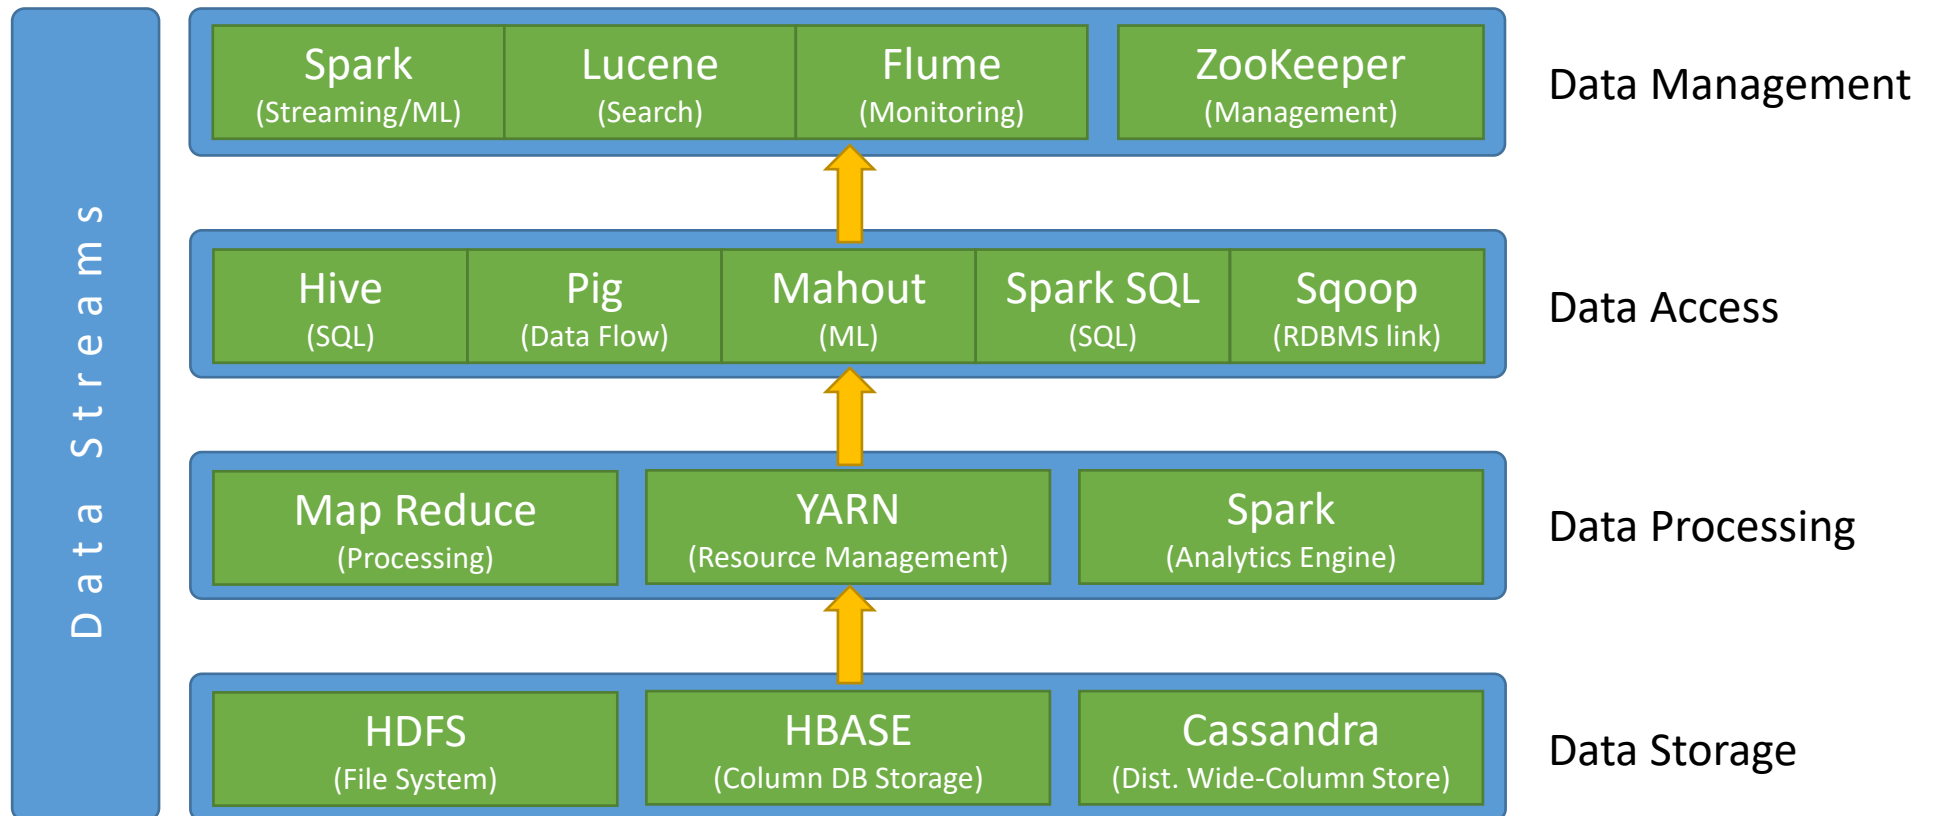 Data Streams
Spark
(Streaming/ML)
Lucene
(Search)
Flume
(Monitoring)
ZooKeeper
(Management)
Data Management
Hive
(SQL)
Pig
(Data Flow)
Mahout
(ML)
Spark SQL
(SQL)
Sqoop
(RDBMS link)
Data Access
Map Reduce
(Processing)
YARN
(Resource Management)
Spark
(Analytics Engine)
Data Processing
HDFS
(File System)
HBASE
(Column DB Storage)
Cassandra
(Dist. Wide-Column Store)
Data Storage